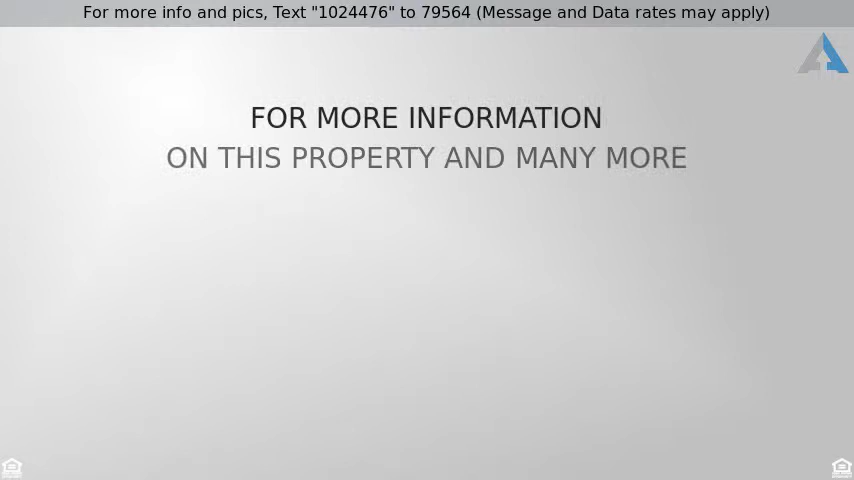 For more info and pics, Text "1024476" to 79564 (Message and Data rates may apply)
FOR MORE INFORMATION
ON THIS PROPERTY AND MANY MORE